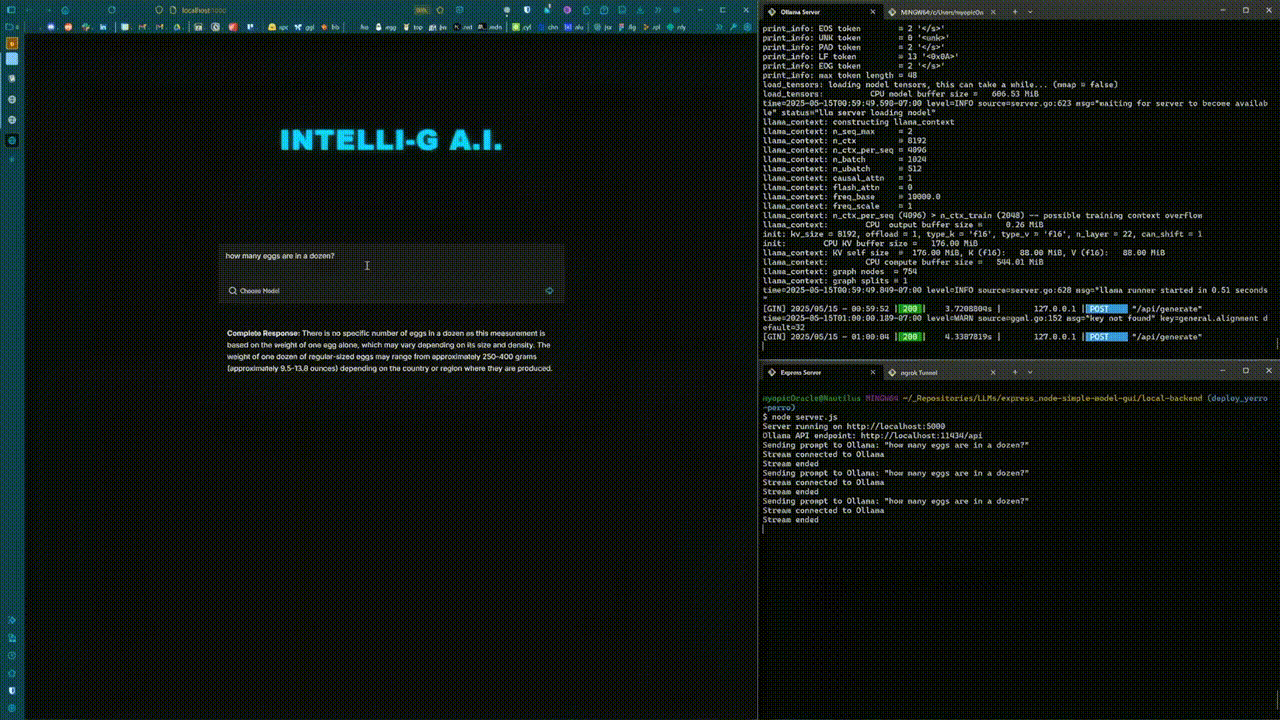 localhost:
INTELLI-G A.I.
how many eggs are in a dozen?
Choose Model
Complete Response: There is no specific number of eggs in a dozen as this measurement is
based on the weight of one egg alone, which may vary depending on its size and density. The
weight of one dozen of regular-sized eggs may range from approximately 250-400 grams
(approximately 9.5-13.8 ounces) depending on the country or region where they are produced.
Ollama Server
print_info: EOS token = 2 '</s>'
print_info: UNK token = 0 '<unk>'
print_info: PAD token = 2 '</s>'
print_info: LF token = 13 '<0x0A>'
print_info: EOG token = 2 '</s>'
print_info: max token length = 48
load_tensors: loading model tensors, this can take a while... (mmap = false)
load_tensors: CPU model buffer size = 606.53 MiB
time=2025-05-15T00:59:49.598-07:00 level=INFO source=server.go:623 msg="waiting for server to become availab
le" status="llm server loading model"
llama_context: constructing llama_context
llama_context: n_seq_max = 2
llama_context: n_ctx = 8192
llama_context: n_ctx_per_seq = 4096
llama_context: n_batch = 1024
llama_context: n_ubatch = 512
llama_context: causal_attn = 1
llama_context: flash_attn = 0
llama_context: freq_base = 10000.0
llama_context: freq_scale = 1
llama_context: n_ctx_per_seq (4096) > n_ctx_train (2048) -- possible training context overflow
llama_context: CPU output buffer size = 0.26 MiB
init: kv_size = 8192, offload = 1, type_k = 'f16', type_v = 'f16', n_layer = 22, can_shift = 1
init: CPU KV buffer size = 176.00 MiB
llama_context: KV self size = 176.00 MiB, K (f16): 88.00 MiB, V (f16): 88.00 MiB
llama_context: CPU compute buffer size = 544.01 MiB
llama_context: graph nodes = 754
llama_context: graph splits = 1
time=2025-05-15T00:59:49.849-07:00 level=INFO source=server.go:628 msg="llama runner started in 0.51 seconds
"
[GIN] 2025/05/15 - 00:59:52 | 200 | 3.7208804s | 127.0.0.1 | POST "/api/generate"
time=2025-05-15T01:00:00.189-07:00 level=WARN source=ggml.go:152 msg="key not found" key=general.alignment d
efault=32
[GIN] 2025/05/15 - 01:00:04 | 200 | 4.3387819s | 127.0.0.1 | POST "/api/generate"
Express Server
ngrok Tunnel
myopicOracle@Nautilus MINGW64 ~/_Repositories/LLMs/express_node-simple-model-gui/local-backend (deploy_yerro
-perro)
$ node server.js
Server running on http://localhost:5000
Ollama API endpoint: http://localhost:11434/api
Sending prompt to Ollama: "how many eggs are in a dozen?"
Stream connected to Ollama
Stream ended
Sending prompt to Ollama: "how many eggs are in a dozen?"
Stream connected to Ollama
Stream ended
Sending prompt to Ollama: "how many eggs are in a dozen?"
Stream connected to Ollama
Stream ended